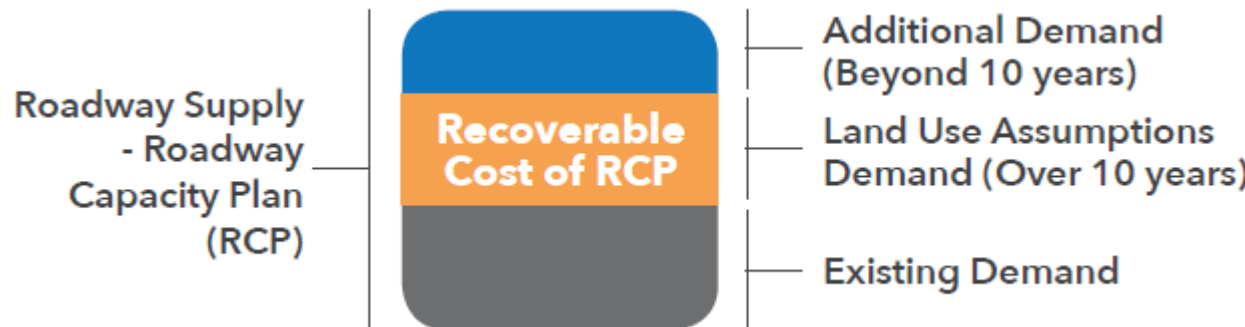 Roadway Supply
- Roadway
Capacity Plan
(RCP)
Recoverable
Cost of RCP
Additional Demand
(Beyond 10 years)
Land Use Assumptions
Demand (Over 10 years)
Existing Demand